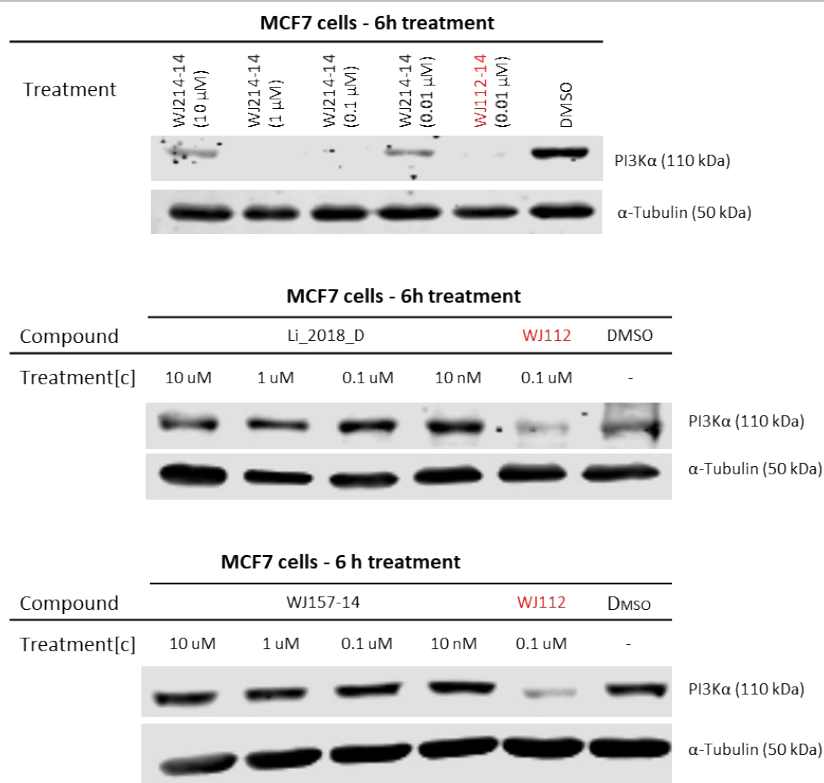 MCF7 cells - 6h treatment
Treatment
WJ214-14
(10 μM)
WJ214-14
(1 μM)
WJ214-14
(0.1 μM)
WJ214-14
(0.01 μM)
WJ112-14
(0.01 μM)
DMSO
PI3Kα (110 kDa)
α-Tubulin (50 kDa)
MCF7 cells - 6h treatment
Compound Li_2018_D WJ112 DMSO
Treatment[c] 10 uM 1 uM 0.1 uM 10 nM 0.1 uM -
PI3Kα (110 kDa)
α-Tubulin (50 kDa)
MCF7 cells - 6 h treatment
Compound WJ157-14 WJ112 DMSO
Treatment[c] 10 uM 1 uM 0.1 uM 10 nM 0.1 uM -
PI3Kα (110 kDa)
α-Tubulin (50 kDa)